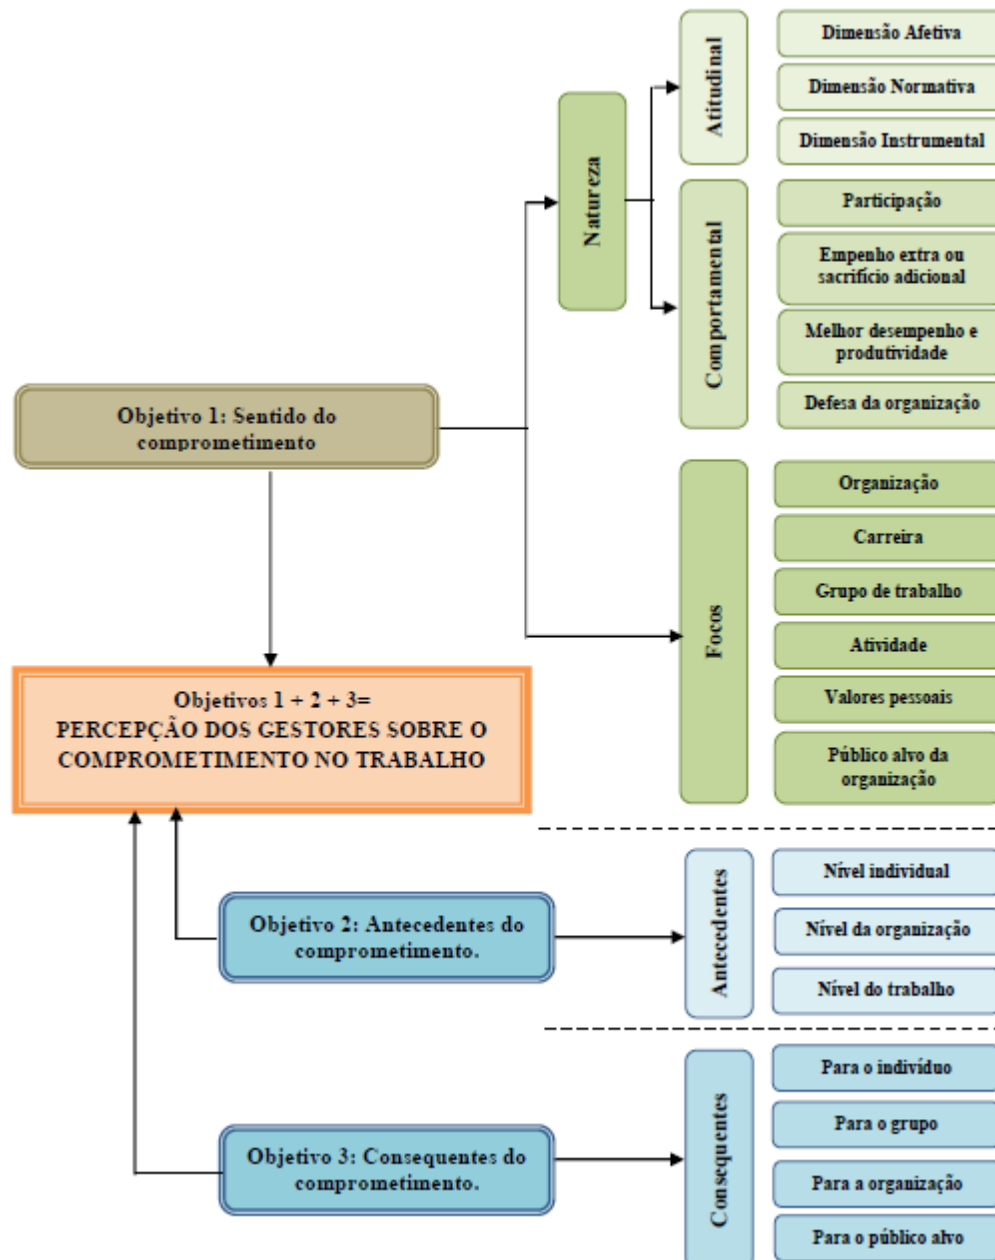 Atitudinal
Dimensão Afetiva
Dimensão Normativa
Dimensão Instrumental
Natureza
Comportamental
Participação
Empenho extra ou
sacrifício adicional
Melhor desempenho e
produtividade
Defesa da organização
Objetivo 1: Sentido do
comprometimento
Focos
Organização
Carreira
Grupo de trabalho
Atividade
Valores pessoais
Público alvo da
organização
Objetivos 1 + 2 + 3=
PERCEPÇÃO DOS GESTORES SOBRE O
COMPROMETIMENTO NO TRABALHO
Objetivo 2: Antecedentes do
comprometimento.
Antecedentes
Nível individual
Nível da organização
Nível do trabalho
Objetivo 3: Consequentes do
comprometimento.
Consequentes
Para o indivíduo
Para o grupo
Para a organização
Para o público alvo